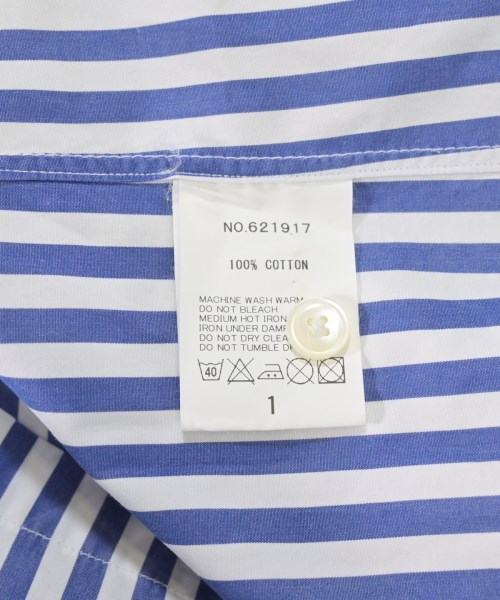 NO.621917
100% COTTON
MACHINE WASH WARM
DO NOT BLEACH
MEDIUM HOT IRON
IRON UNDER DAMP
DO NOT DRY CLEA
DO NOT TUMBLE D
40
1